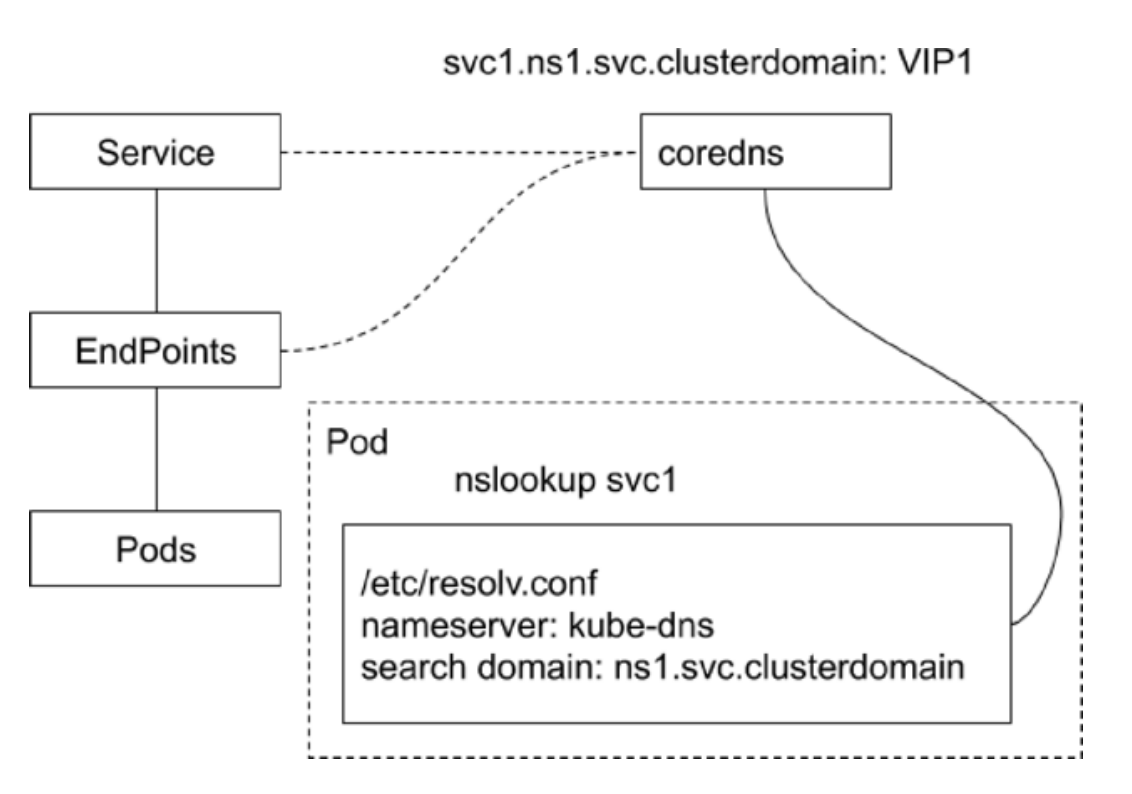 svc1.ns1.svc.clusterdomain: VIP1
Service
coredns
EndPoints
Pods
Pod
nslookup svc1
/etc/resolv.conf
nameserver: kube-dns
search domain: ns1.svc.clusterdomain